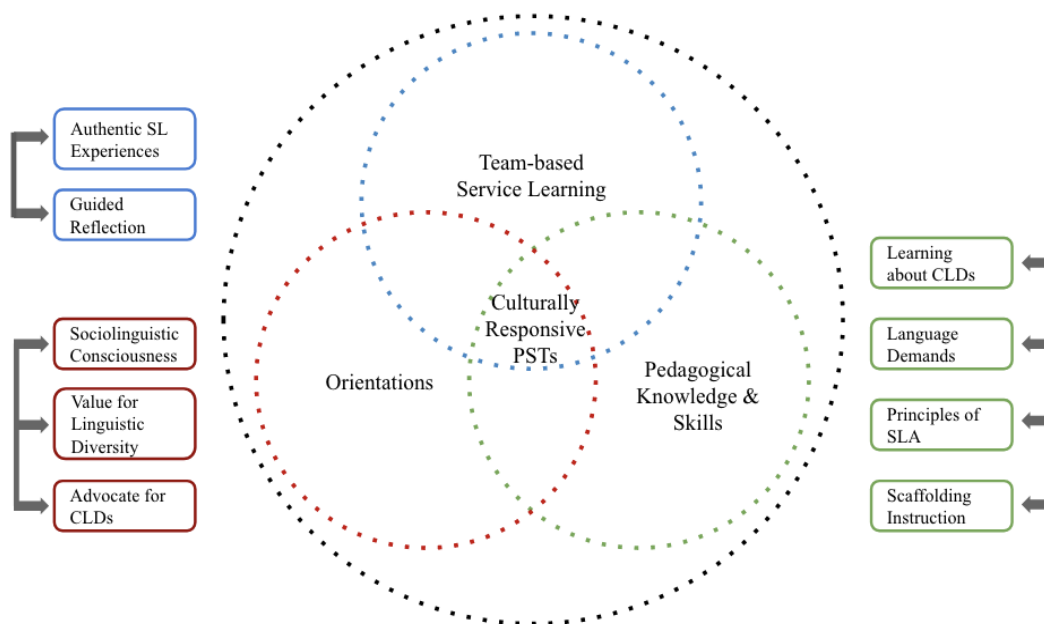 Authentic SL
Experiences
Guided
Reflection
Sociolinguistic
Consciousness
Value for
Linguistic
Diversity
Advocate for
CLDs
Team-based
Service Learning
Culturally
Responsive
PSTs
Orientations
Pedagogical
Knowledge &
Skills
Learning
about CLDs
Language
Demands
Principles of
SLA
Scaffolding
Instruction